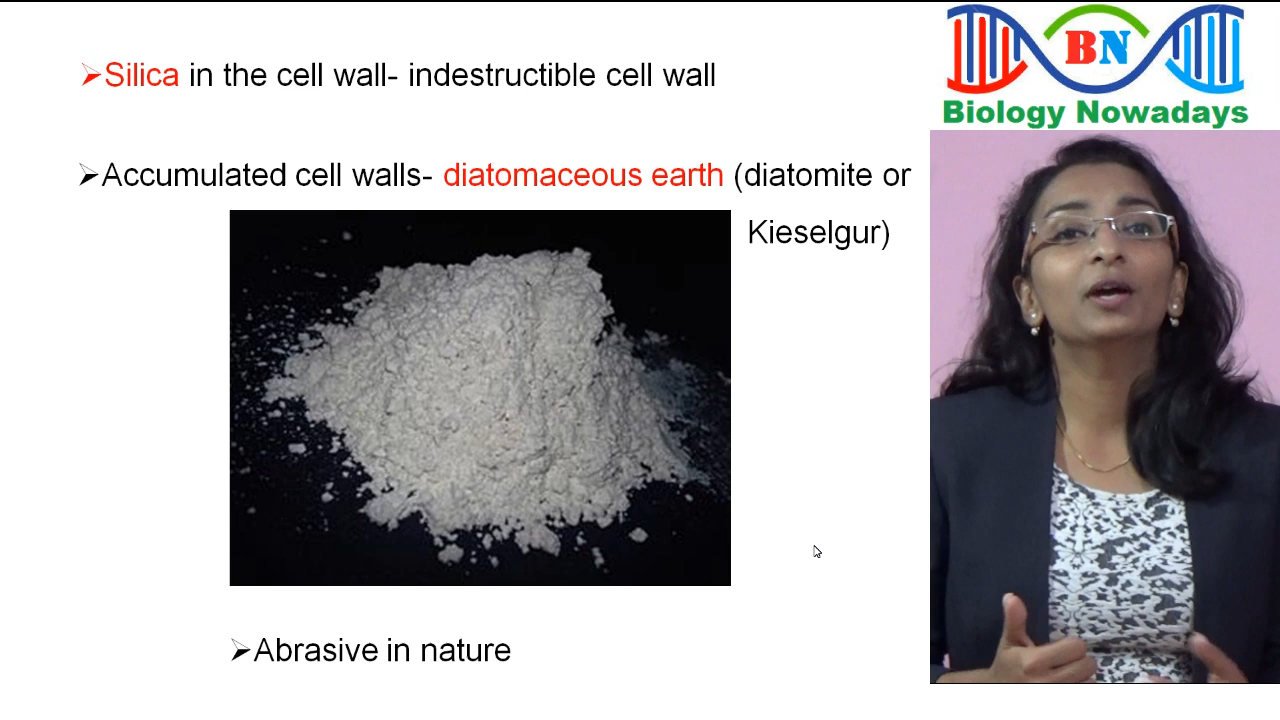 ➢Silica in the cell wall- indestructible cell wall
➢Accumulated cell walls- diatomaceous earth (diatomite or
Kieselgur)
➢Abrasive in nature
BN
Biology Nowadays